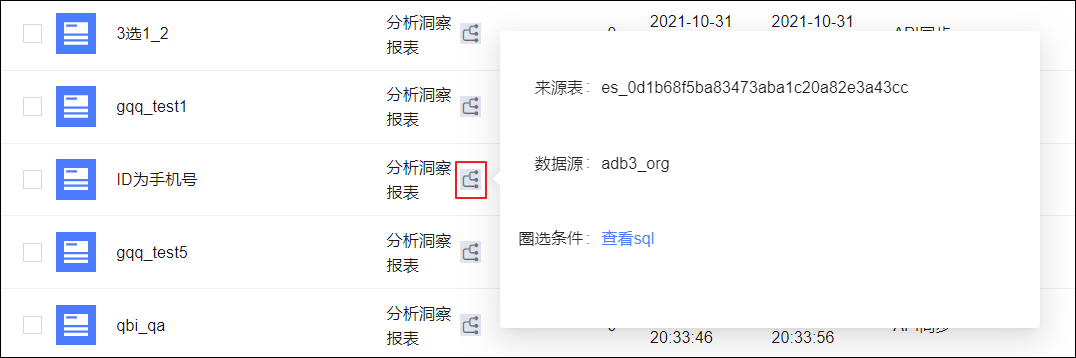 3选1_2
分析洞察
报表
2021-10-31
2021-10-31
来源表: es_0d1b68f5ba83473aba1c20a82e3a43cc
gqq_test1
分析洞察
报表
数据源: adb3_org
ID为手机号
分析洞察
报表
圈选条件: 查看sql
gqq_test5
分析洞察
报表
qbi_qa
分析洞察
报表
20:33:46
20:33:56